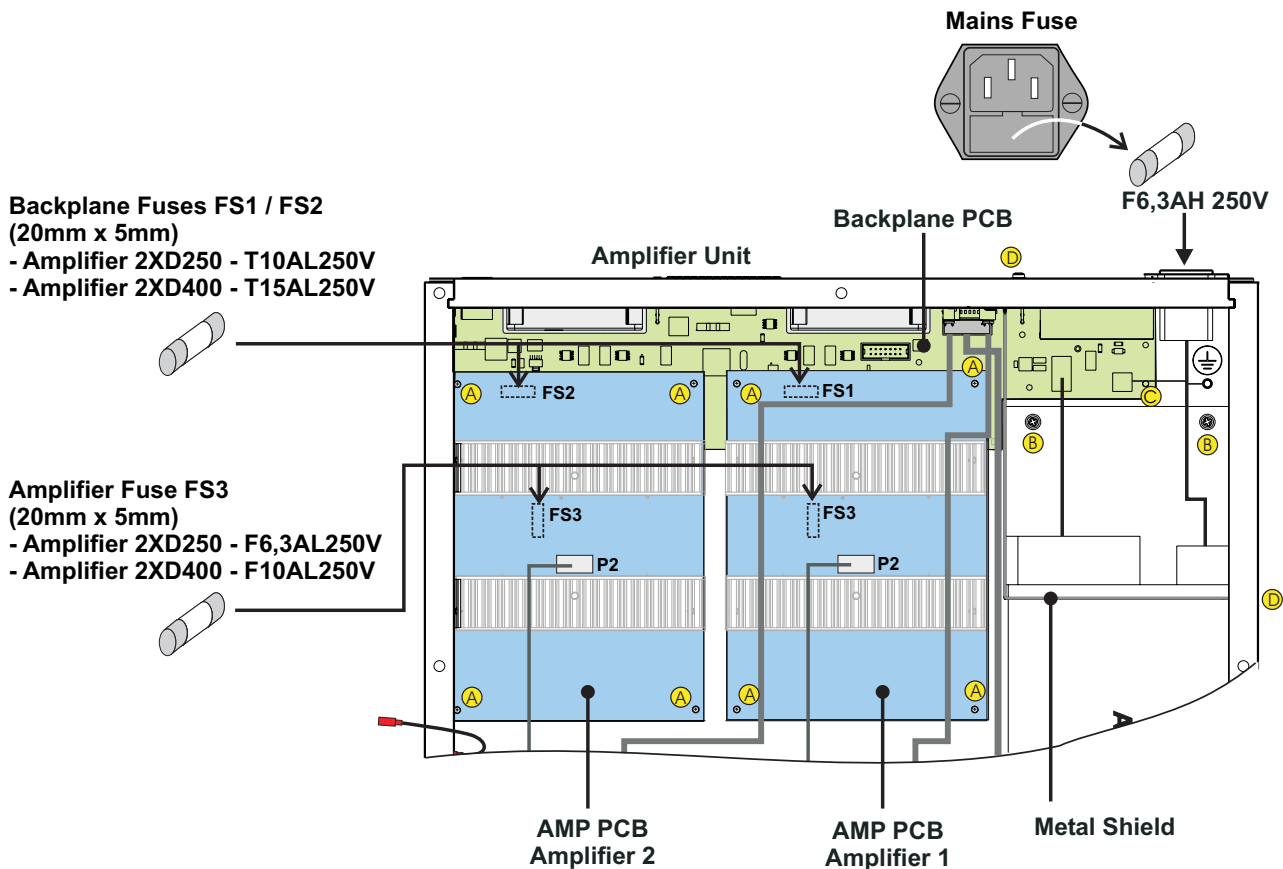 Mains Fuse
F6,3AH 250V
Backplane Fuses FS1 / FS2
(20mm x 5mm)
- Amplifier 2XD250 - T10AL250V
- Amplifier 2XD400 - T15AL250V
Backplane PCB
Amplifier Unit
D
A
FS2
A
A
FS1
A
C
B
B
Amplifier Fuse FS3
(20mm x 5mm)
- Amplifier 2XD250 - F6,3AL250V
- Amplifier 2XD400 - F10AL250V
FS3
FS3
P2
P2
D
A
A
A
A
A
AMP PCB
Amplifier 2
AMP PCB
Amplifier 1
Metal Shield